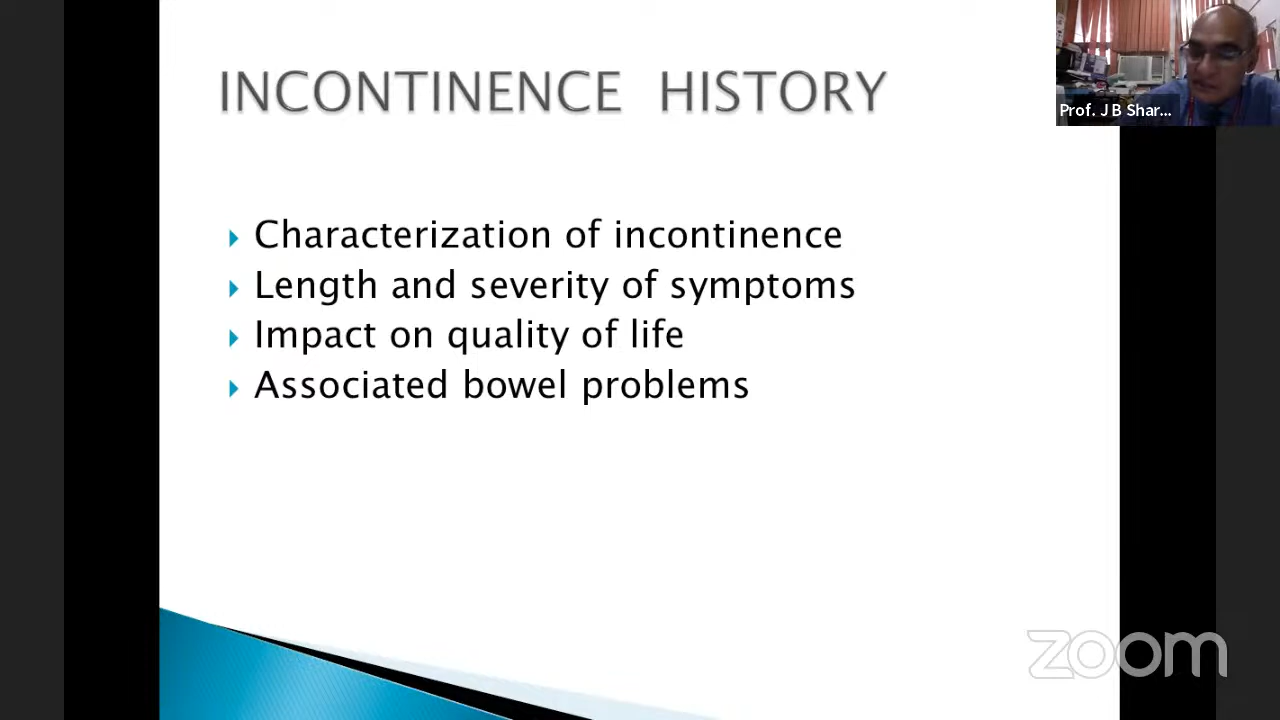 INCONTINENCE HISTORY
Prof. J B Shar...
Characterization of incontinence
Length and severity of symptoms
Impact on quality of life
Associated bowel problems
zoom